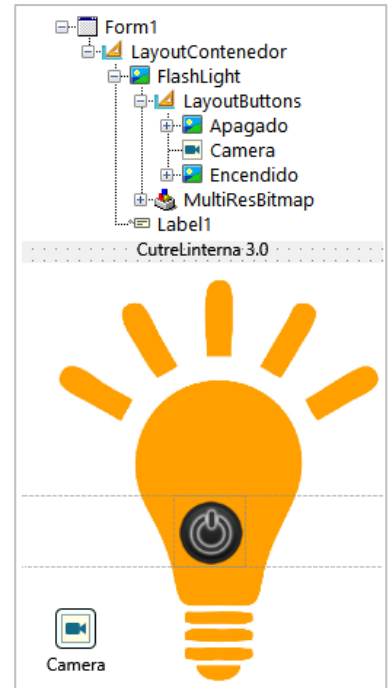 Form1
LayoutContenedor
FlashLight
LayoutButtons
Apagado
Camera
Encendido
MultiResBitmap
Label1
CutreLinterna 3.0
Camera